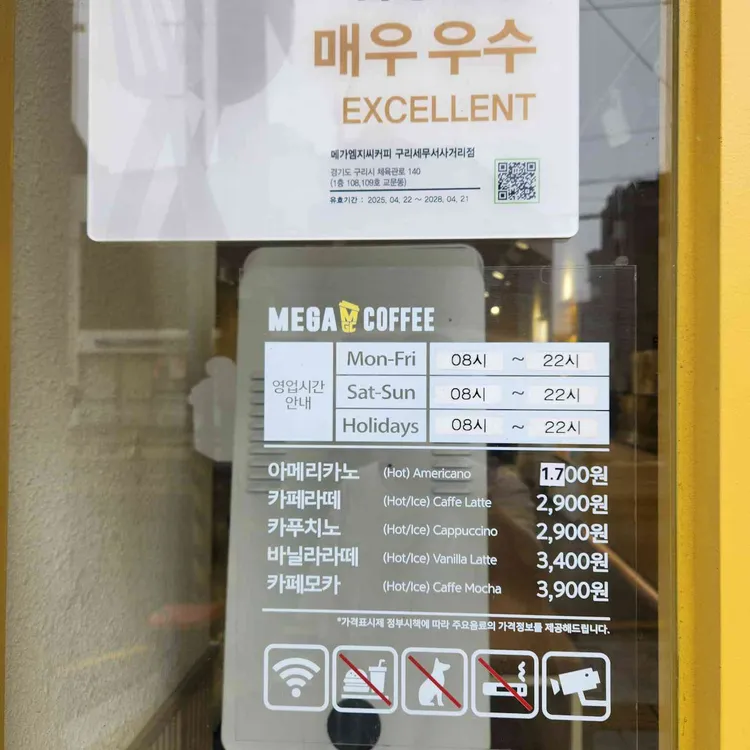 매우 우수
EXCELLENT
메가엠지씨커피 구리세무서사거리점
경기도 구리시 체육관로 140
(1층 108,109호 교문동)
유효기간 : 2025. 04. 22 ~ 2028. 04. 21
MEGA MGC COFFEE
영업시간 안내
Mon-Fri 08시 ~ 22시
Sat-Sun 08시 ~ 22시
Holidays 08시 ~ 22시
아메리카노 (Hot) Americano 1.700원
카페라떼 (Hot/Ice) Caffe Latte 2,900원
카푸치노 (Hot/Ice) Cappuccino 2,900원
바닐라라떼 (Hot/Ice) Vanilla Latte 3,400원
카페모카 (Hot/Ice) Caffe Mocha 3,900원
*가격표시제 정부시책에 따라 주요음료의 가격정보를 제공해드립니다.